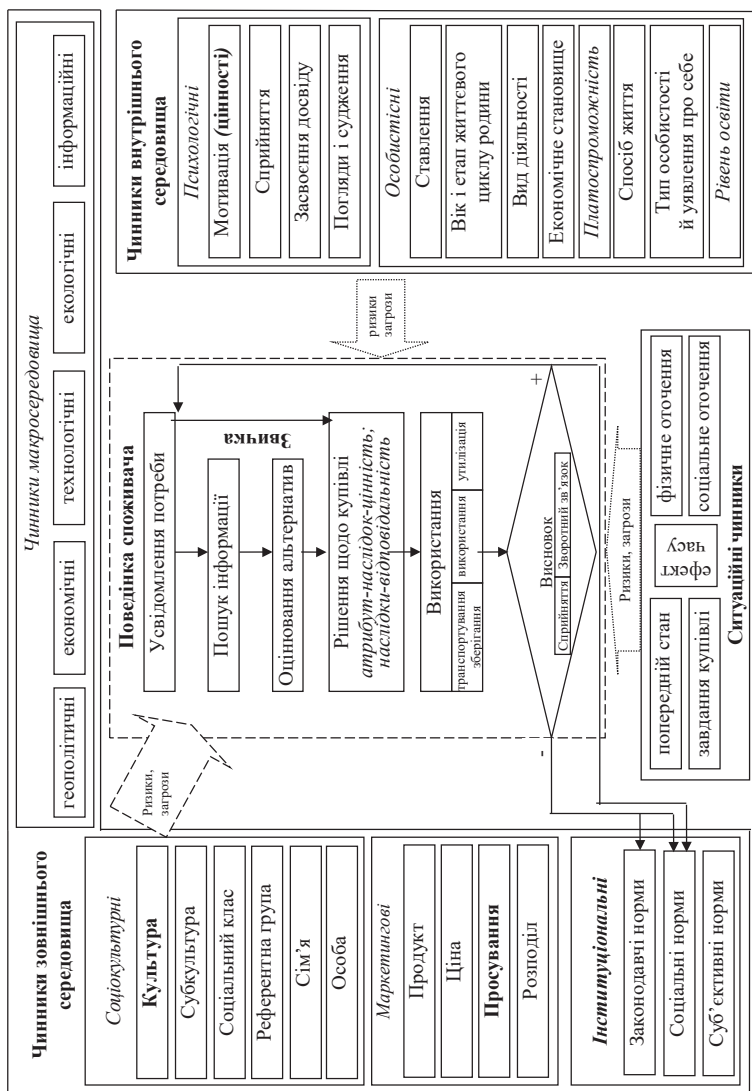 Чинники зовнішнього
середовища
Соціокультурні
Культура
Субкультура
Соціальний клас
Референтна група
Сім’я
Особа
Маркетингові
Продукт
Ціна
Просування
Розподіл
Інституціональні
Законодавчі норми
Соціальні норми
Суб’єктивні норми
Чинники макросередовища
геополітичні
економічні
технологічні
екологічні
інформаційні
Ризики,
загрози
Поведінка споживача
Усвідомлення потреби
Звичка
Пошук інформації
Оцінювання альтернатив
Рішення щодо купівлі
атрибут-наслідок-цінність;
наслідки-відповідальність
Використання
транспортування
зберігання
використання
утилізація
Висновок
Сприйняття
Зворотний зв’язок
-
+
ризики
загрози
Ризики, загрози
попередній стан
завдання купівлі
ефект
часу
фізичне оточення
соціальне оточення
Ситуаційні чинники
Чинники внутрішнього
середовища
Психологічні
Мотивація (цінності)
Сприйняття
Засвоєння досвіду
Погляди і судження
Особистісні
Ставлення
Вік і етап життєвого
циклу родини
Вид діяльності
Економічне становище
Платоспроможність
Спосіб життя
Тип особистості
й уявлення про себе
Рівень освіти